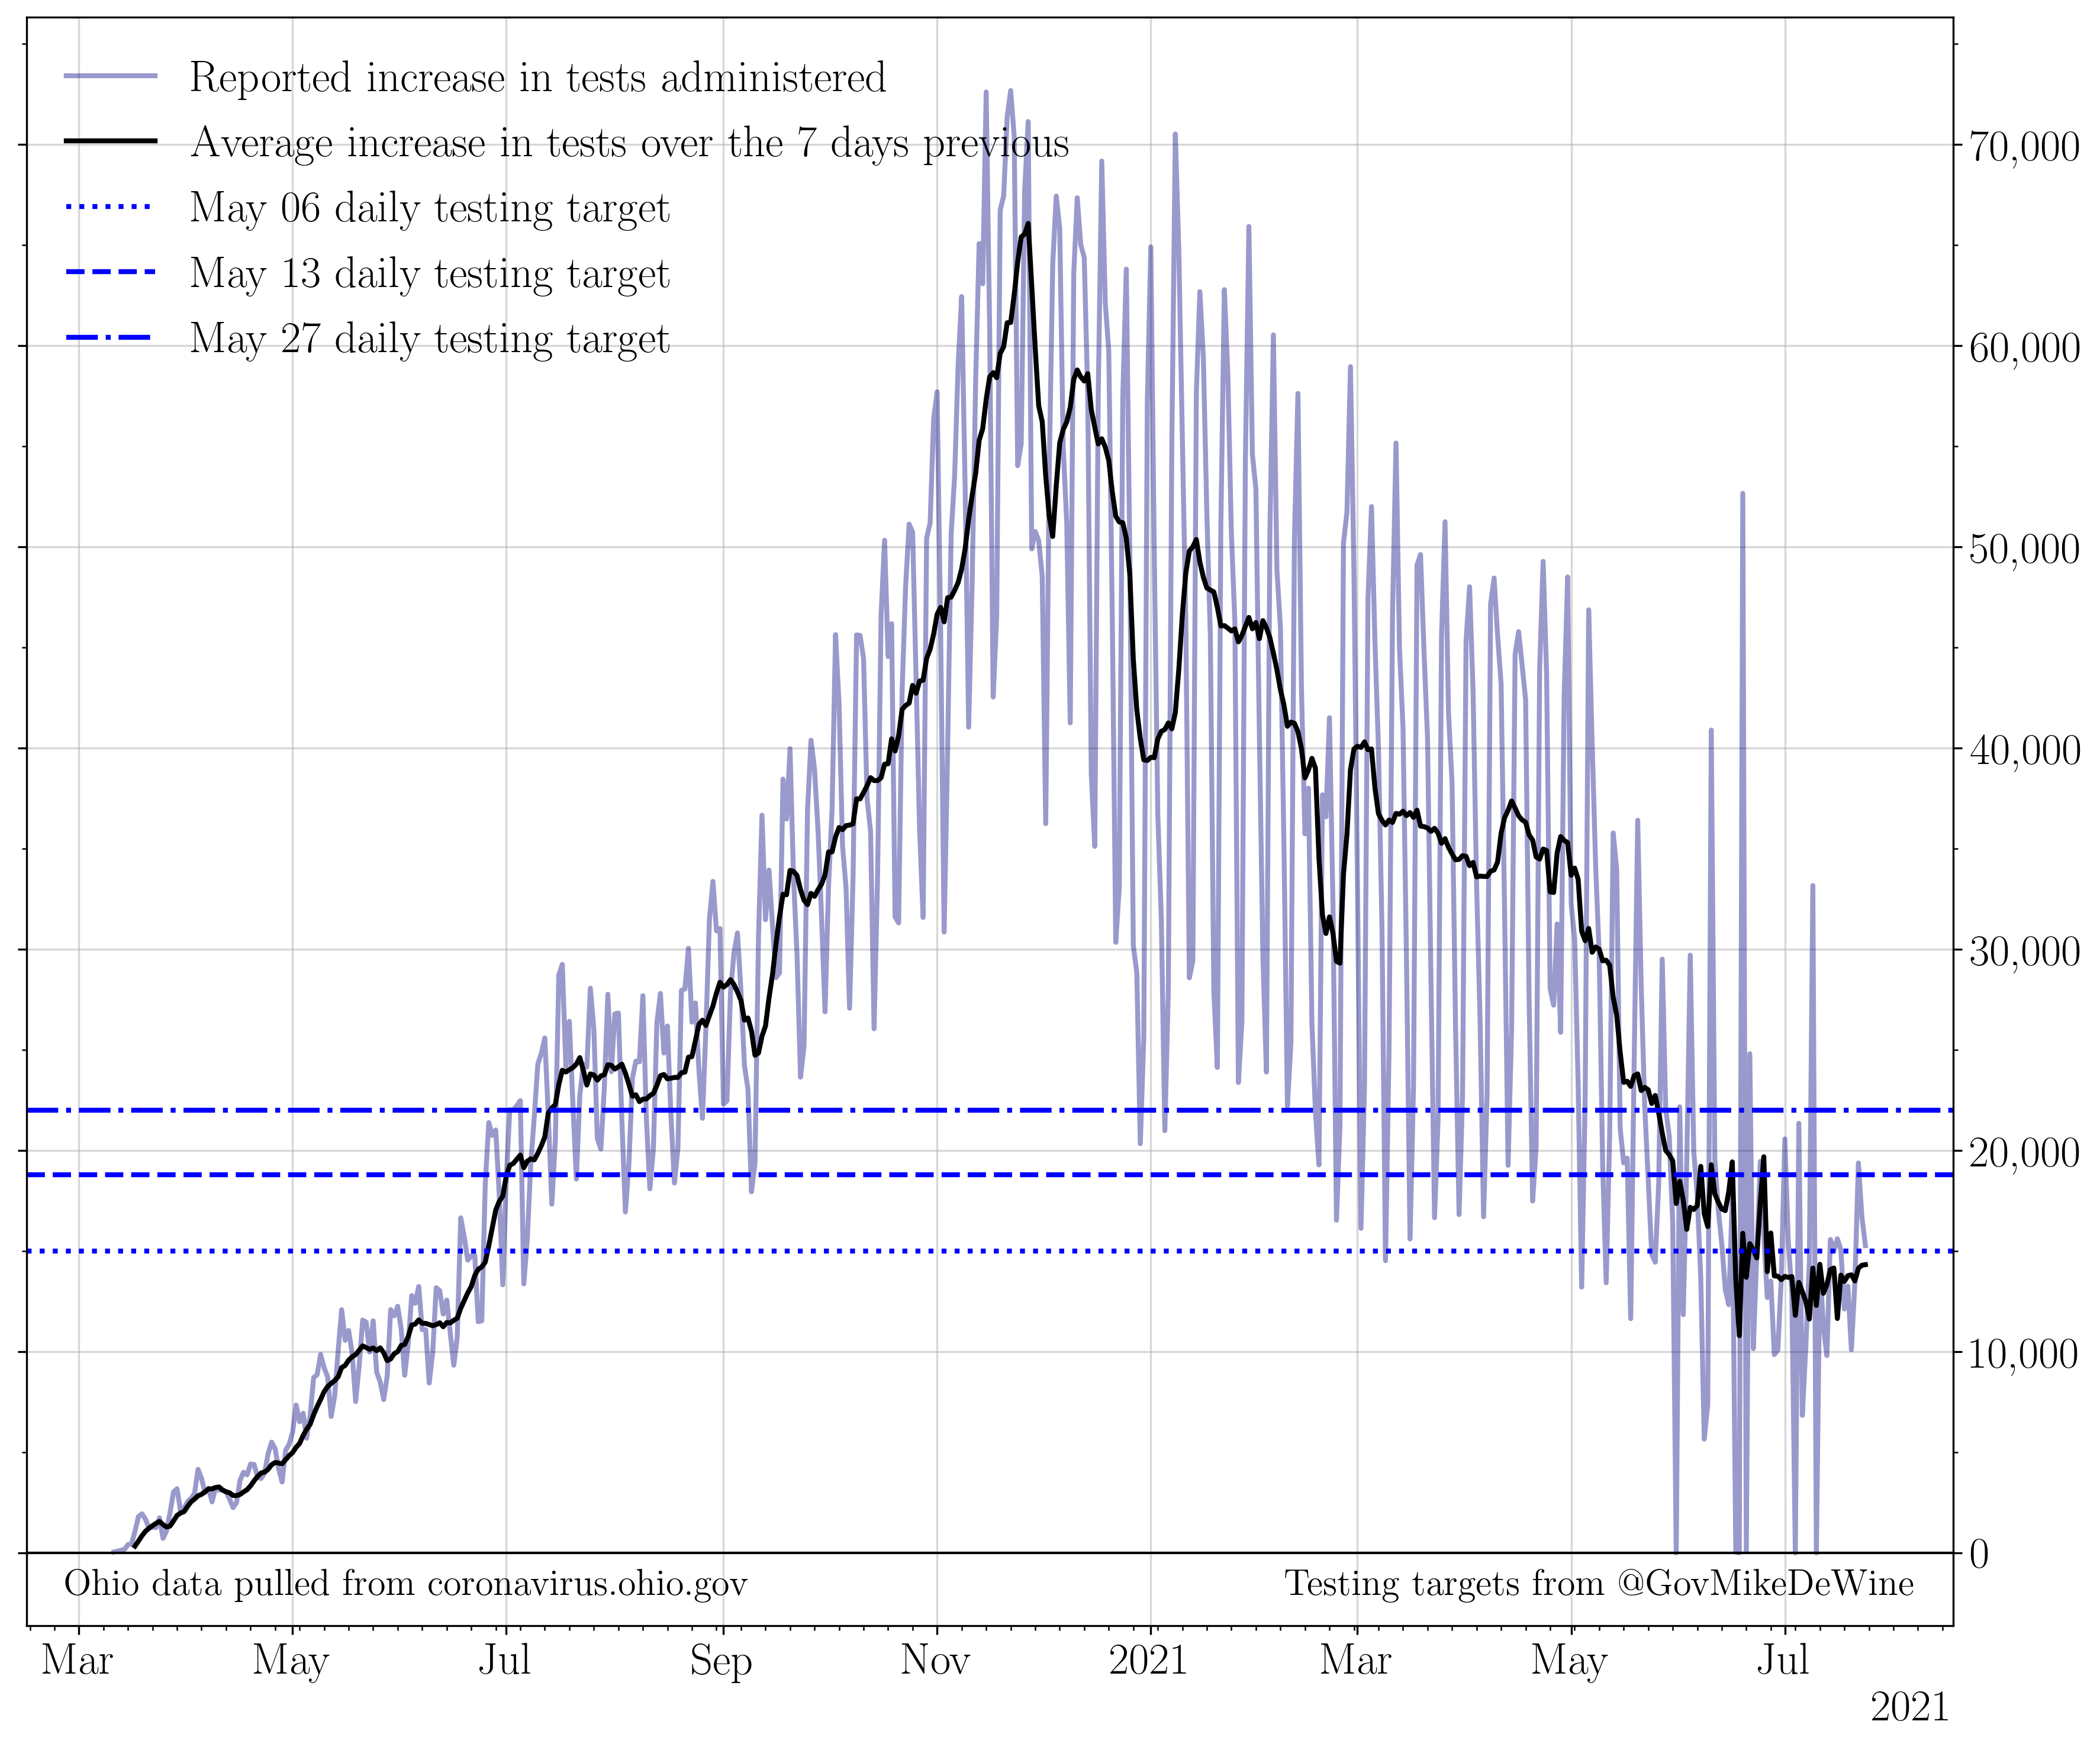 Reported increase in tests administered
Average increase in tests over the 7 days previous
May 06 daily testing target
May 13 daily testing target
May 27 daily testing target
70,000
60,000
50,000
40,000
30,000
20,000
10,000
0
Ohio data pulled from coronavirus.ohio.gov
Testing targets from @GovMikeDeWine
Mar May Jul Sep Nov 2021 Mar May Jul
2021